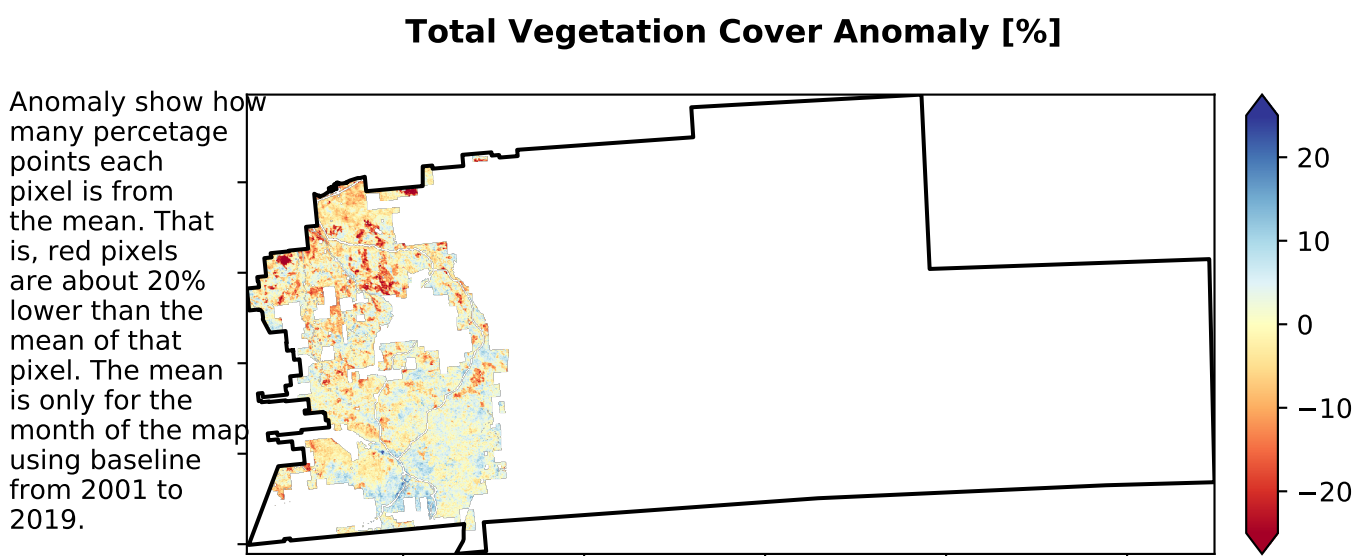 Total Vegetation Cover Anomaly [%]
Anomaly show how
many percetage
points each
pixel is from
the mean. That
is, red pixels
are about 20%
lower than the
mean of that
pixel. The mean
is only for the
month of the map
using baseline
from 2001 to
2019.
20
10
0
−10
−20